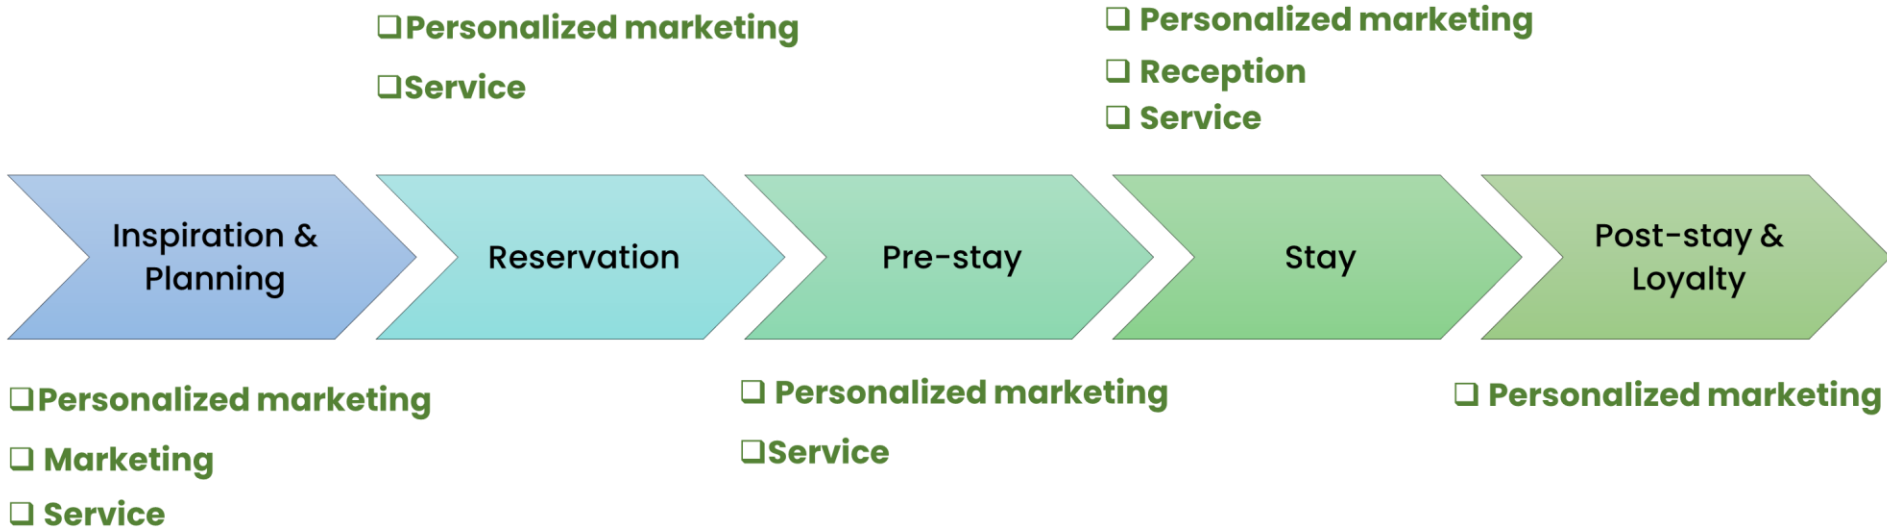 ❑Personalized marketing
❑Service
❑ Personalized marketing
❑ Reception
❑ Service
Inspiration &
Planning
Reservation
Pre-stay
Stay
Post-stay &
Loyalty
❑Personalized marketing
❑ Marketing
❑ Service
❑ Personalized marketing
❑Service
❑ Personalized marketing